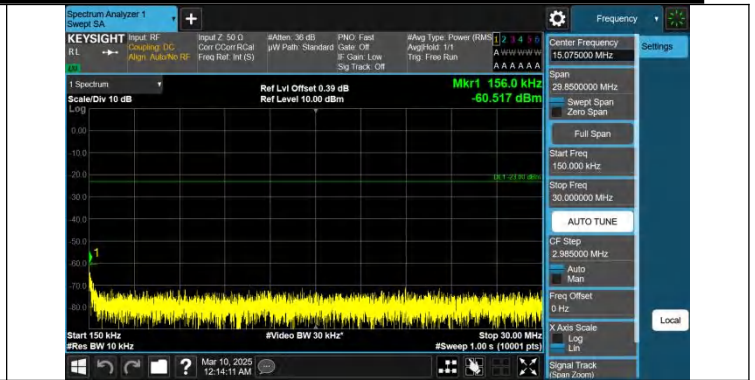 Spectrum Analyzer 1
Swept SA
+
Frequency
KEYSIGHT Input: RF Input Z: 50 Ω #Atten: 36 dB PNO: Fast #Avg Type: Power (RMS) 1 2 3 4 5 6
RL Coupling: DC Corr CCorr RCal µW Path: Standard Gate: Off Avg|Hold: 1/1 A W W W W W
Align: Auto/No RF Freq Ref: Int (S) IF Gain: Low Trig: Free Run
Sig Track: Off A A A A A A
1 Spectrum
Scale/Div 10 dB
Ref Lvl Offset 0.39 dB
Ref Level 10.00 dBm
Mkr1 156.0 kHz
-60.517 dBm
Log
0.00
-10.0
-20.0
DL1 -23.00 dBm
-30.0
-40.0
-50.0
1
-60.0
-70.0
-80.0
Start 150 kHz #Video BW 30 kHz* Stop 30.00 MHz
#Res BW 10 kHz #Sweep 1.00 s (10001 pts)
? Mar 10, 2025
12:14:11 AM
Center Frequency
15.075000 MHz
Settings
Span
29.8500000 MHz
Swept Span
Zero Span
Full Span
Start Freq
150.000 kHz
Stop Freq
30.000000 MHz
AUTO TUNE
CF Step
2.985000 MHz
Auto
Man
Freq Offset
0 Hz
X Axis Scale
Log
Lin
Local
Signal Track
(Span Zoom)